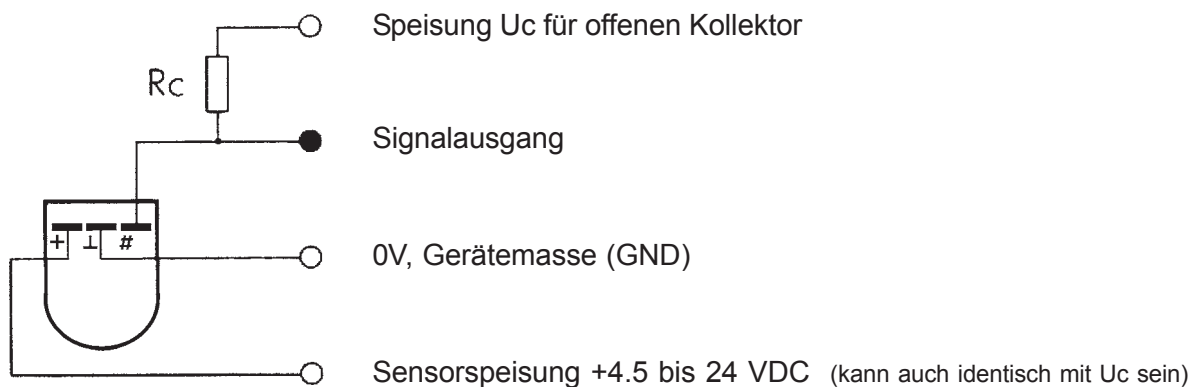 Speisung Uc für offenen Kollektor
Rc
Signalausgang
+ ⊥ #
0V, Gerätemasse (GND)
Sensorspeisung +4.5 bis 24 VDC (kann auch identisch mit Uc sein)